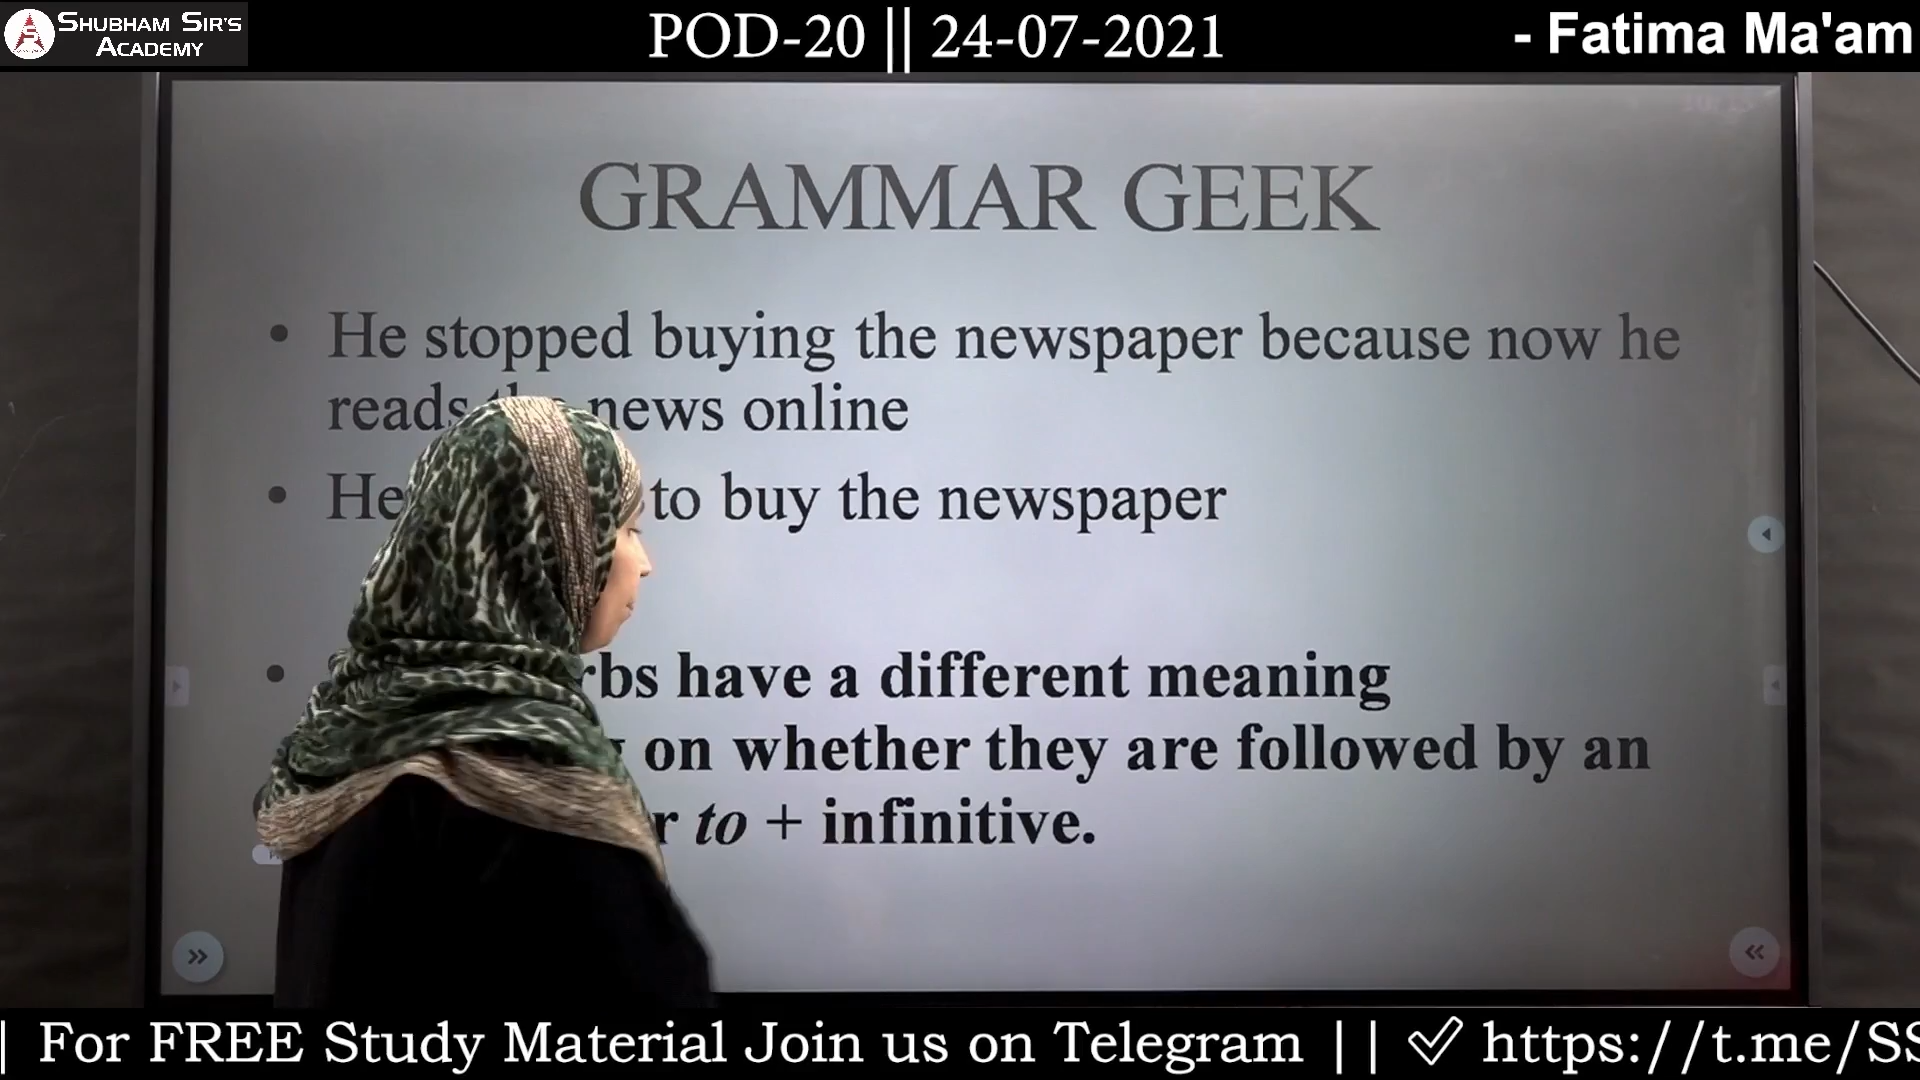 SHUBHAM SIR'S
ACADEMY
POD-20 || 24-07-2021
- Fatima Ma'am
GRAMMAR GEEK
• He stopped buying the newspaper because now he
reads news online
• He to buy the newspaper
• have a different meaning
on whether they are followed by an
to + infinitive.
| For FREE Study Material Join us on Telegram || ✓ https://t.me/SS